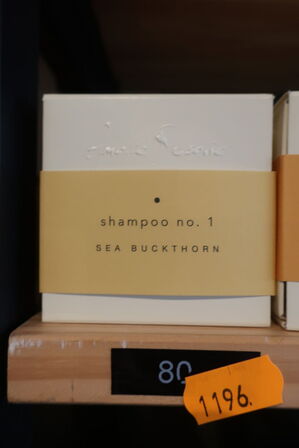 shampoo no. 1
SEA BUCKTHORN
80
1196.